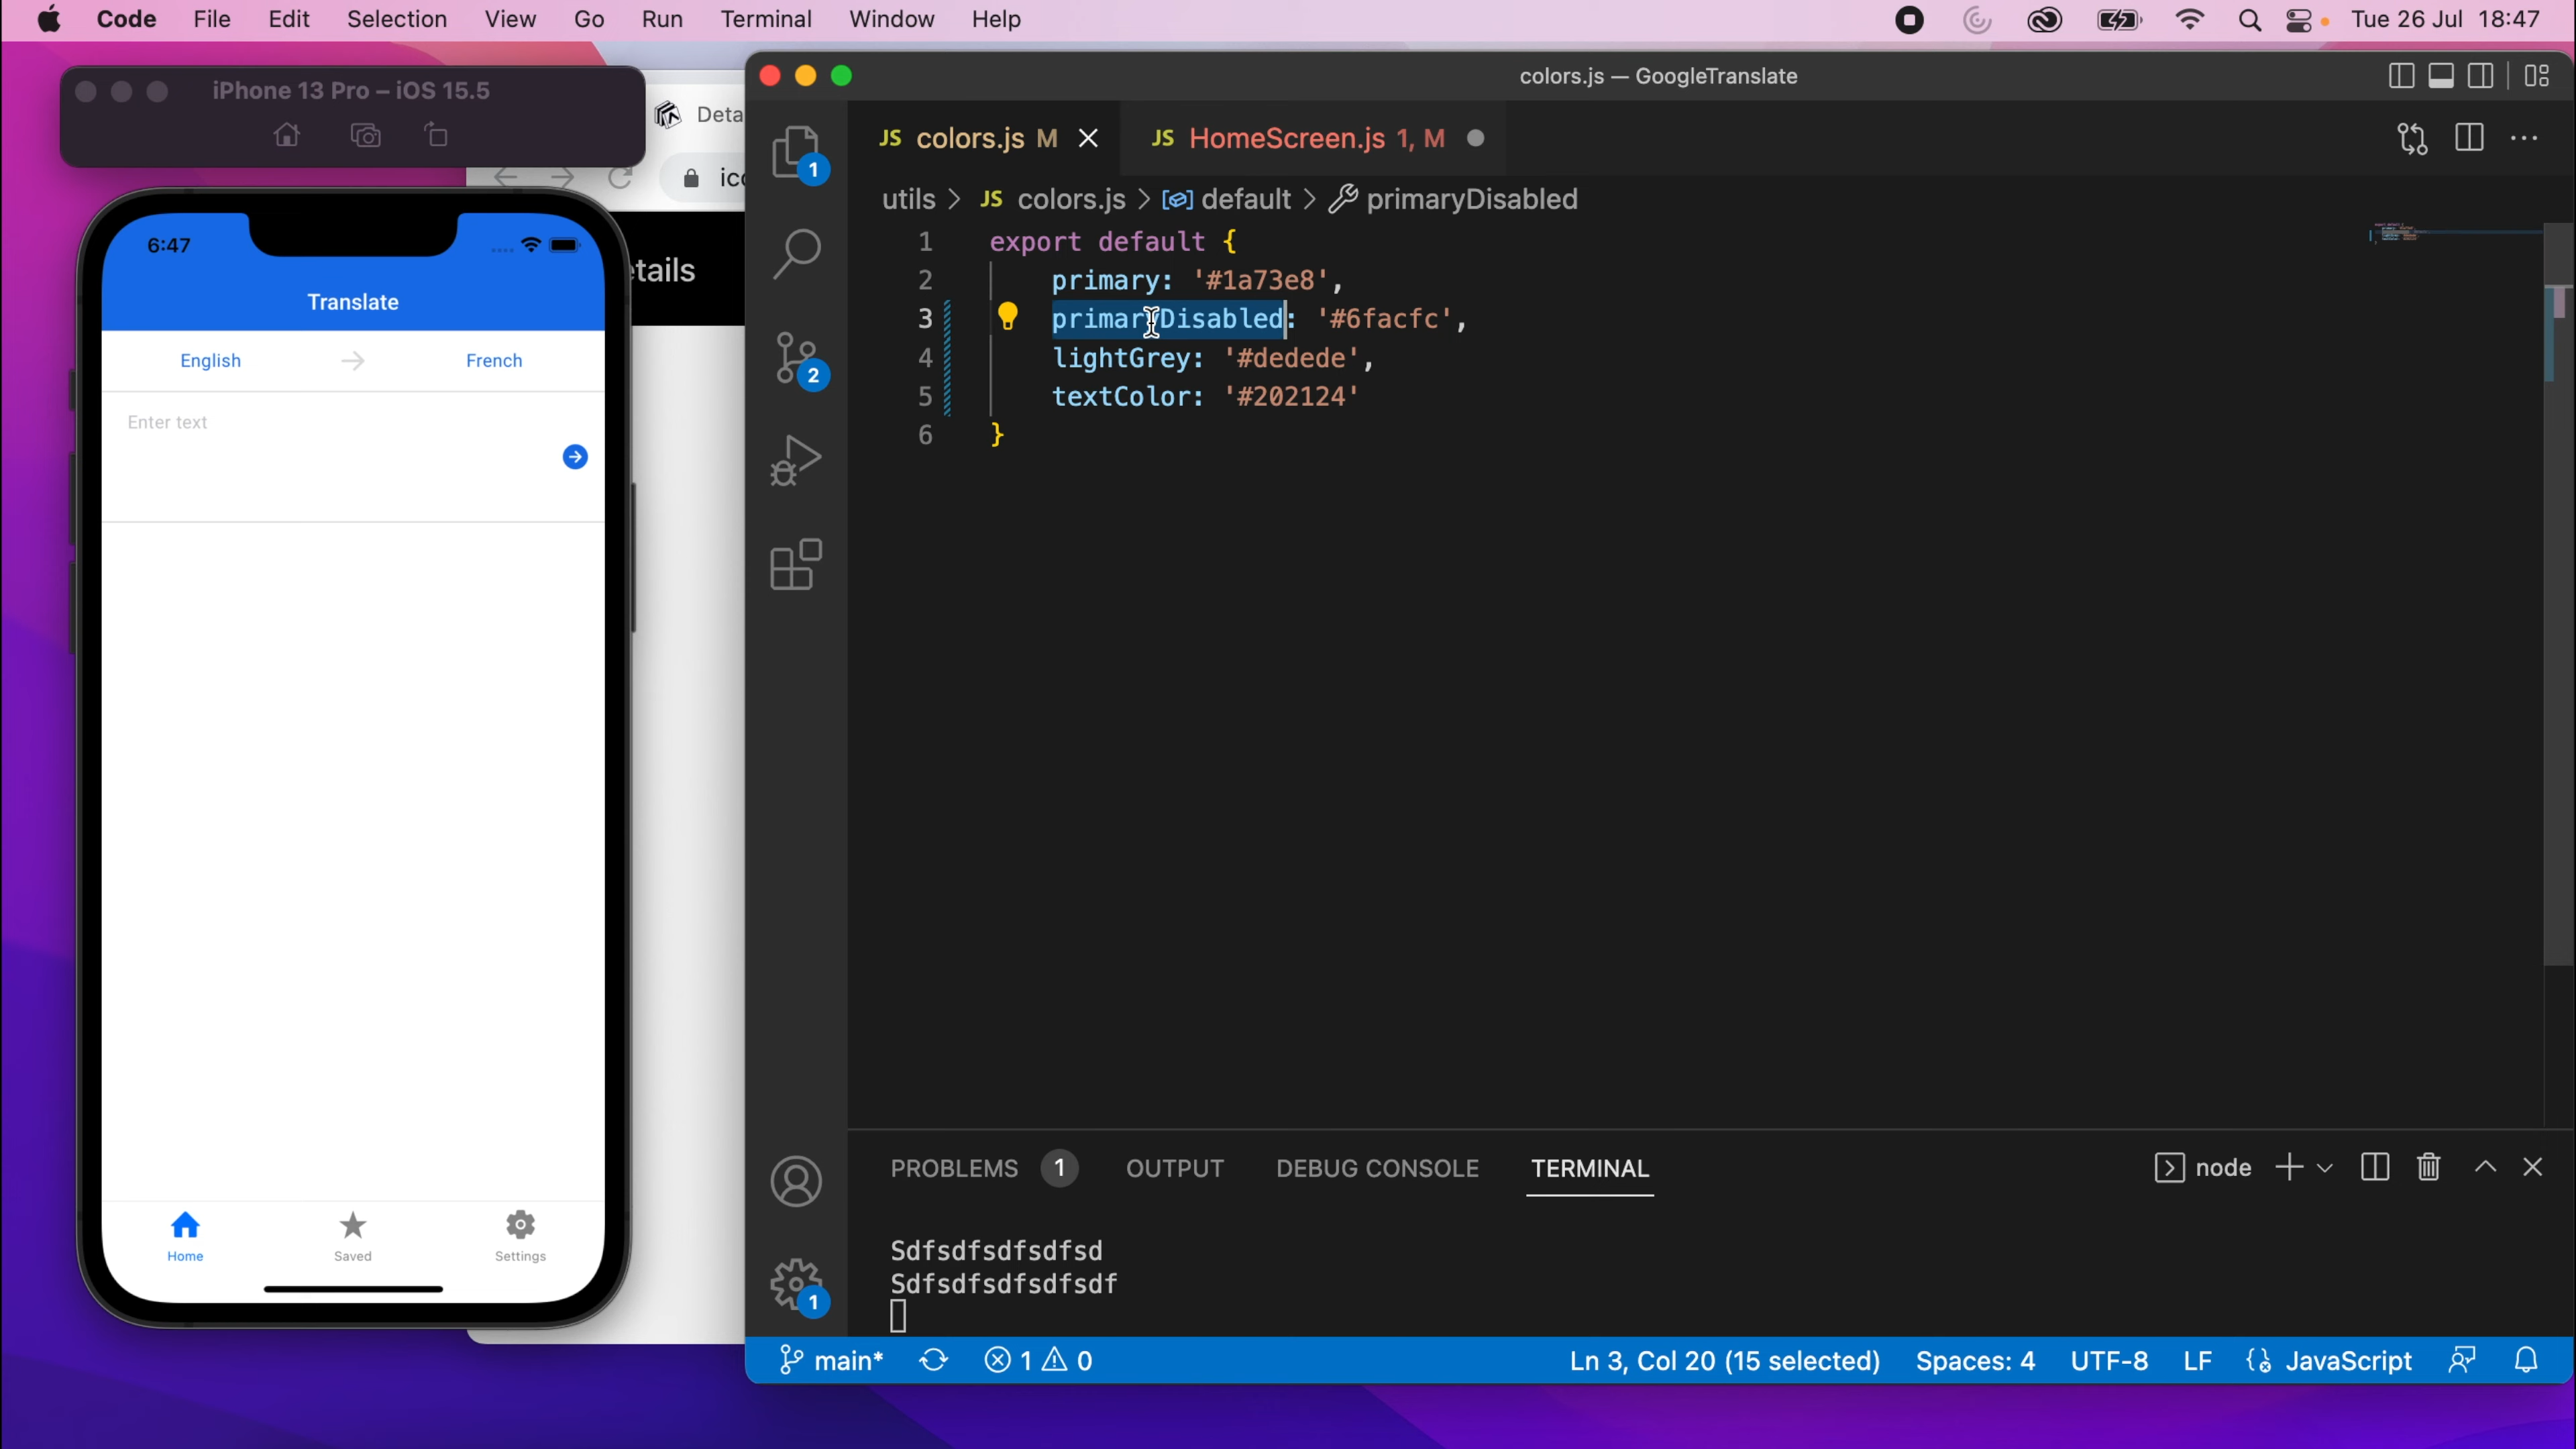 Code File Edit Selection View Go Run Terminal Window Help Tue 26 Jul 18:47
iPhone 13 Pro – iOS 15.5
Deta
etails
6:47
Translate
English French
Enter text
Home Saved Settings
colors.js — GoogleTranslate
JS colors.js M JS HomeScreen.js 1, M
utils > JS colors.js > default > primaryDisabled
1 export default {
2 primary: '#1a73e8',
3 primaryDisabled: '#6facfc',
4 lightGrey: '#dedede',
5 textColor: '#202124'
6 }
1
2
1
PROBLEMS 1 OUTPUT DEBUG CONSOLE TERMINAL node
Sdfsdfsdfsdfsd
Sdfsdfsdfsdfsdf
main* 1 0 Ln 3, Col 20 (15 selected) Spaces: 4 UTF-8 LF JavaScript